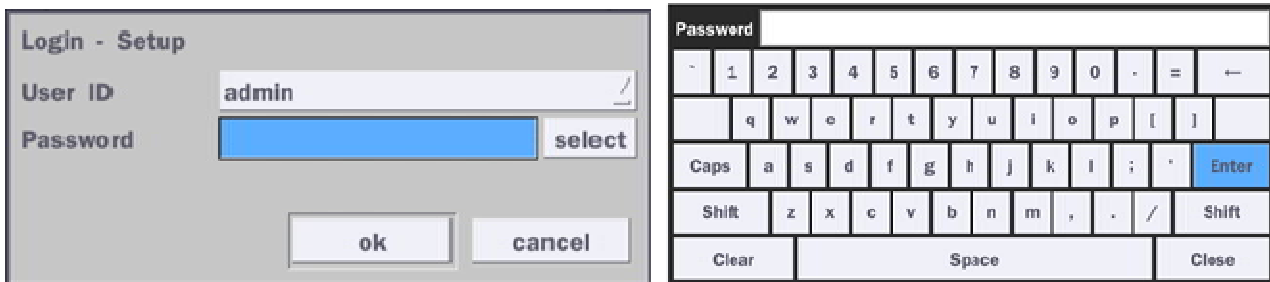 Login - Setup
User ID admin
Password select
ok cancel
Password
` 1 2 3 4 5 6 7 8 9 0 - = ←
q w e r t y u i o p [ ]
Caps a s d f g h j k l ; ' Enter
Shift z x c v b n m , . / Shift
Clear Space Close